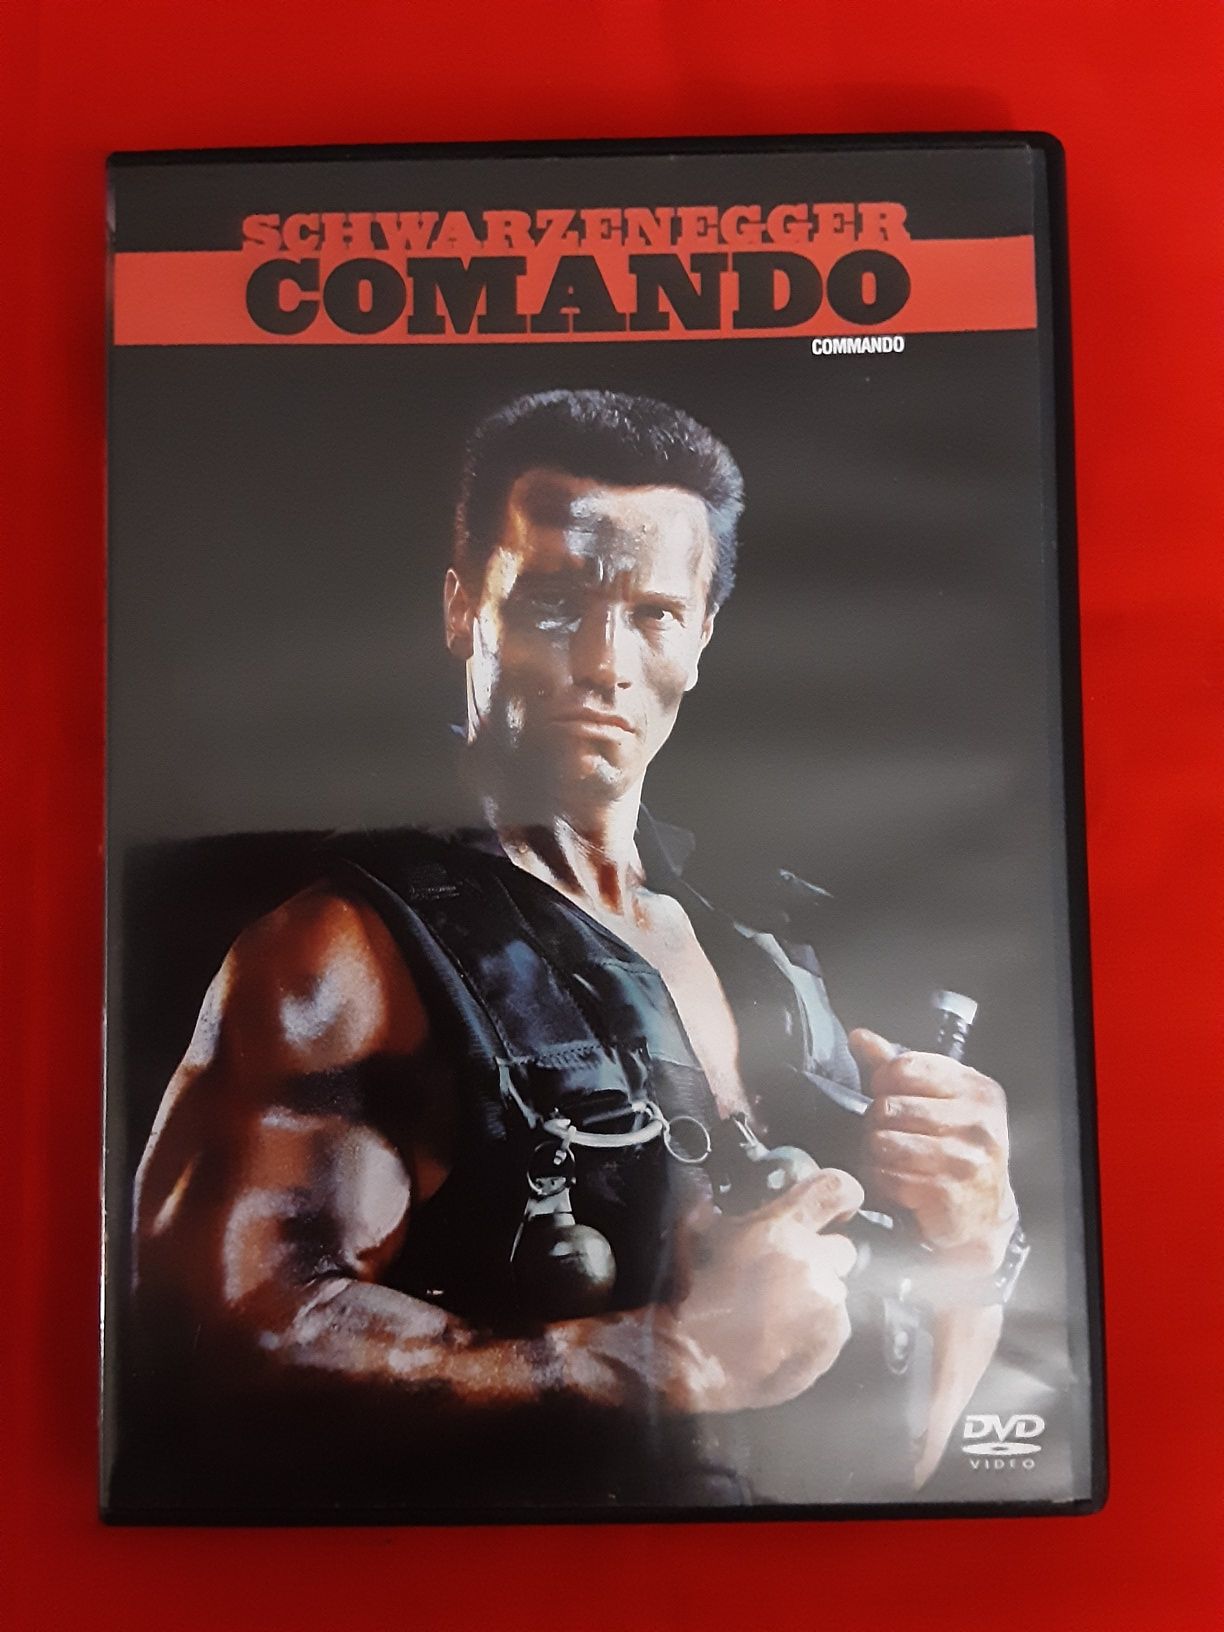 SCHWARZENEGGER
COMANDO
COMMANDO
DVD
VIDEO